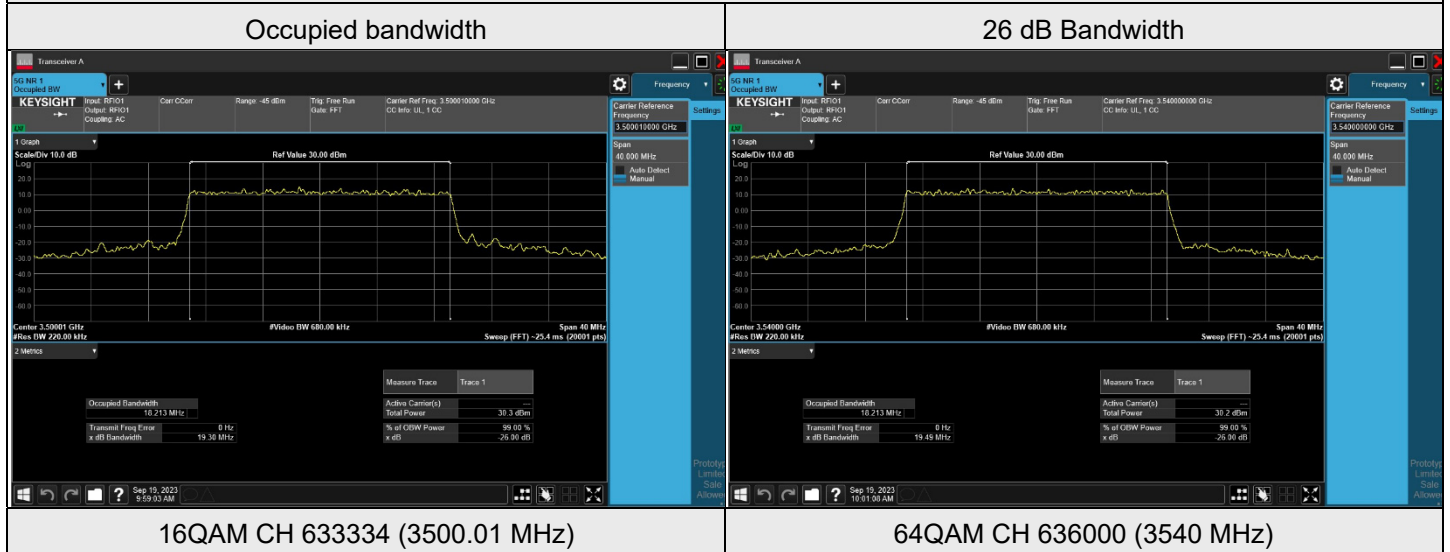 Occupied bandwidth
26 dB Bandwidth
Transceiver A
5G NR 1
Occupied BW
+
Frequency
KEYSIGHT
Input: RFIO1
Output: RFIO1
Coupling: AC
Corr CCorr
Range: -45 dBm
Trig: Free Run
Gate: FFT
Carrier Ref Freq: 3.500010000 GHz
CC Info: UL, 1 CC
Carrier Reference
Frequency
3.500010000 GHz
Settings
Span
40.000 MHz
Auto Detect
Manual
1 Graph
Scale/Div 10.0 dB
Ref Value 30.00 dBm
Log
20.0
10.0
0.00
-10.0
-20.0
-30.0
-40.0
-50.0
-60.0
Center 3.50001 GHz
#Video BW 680.00 kHz
Span 40 MHz
#Res BW 220.00 kHz
Sweep (FFT) ~25.4 ms (20001 pts)
2 Metrics
Measure Trace
Trace 1
Occupied Bandwidth
18.213 MHz
Active Carrier(s)
---
Total Power
30.3 dBm
Transmit Freq Error
0 Hz
% of OBW Power
99.00 %
x dB Bandwidth
19.30 MHz
x dB
-26.00 dB
Sep 19, 2023
9:59:03 AM
Transceiver A
5G NR 1
Occupied BW
+
Frequency
KEYSIGHT
Input: RFIO1
Output: RFIO1
Coupling: AC
Corr CCorr
Range: -45 dBm
Trig: Free Run
Gate: FFT
Carrier Ref Freq: 3.540000000 GHz
CC Info: UL, 1 CC
Carrier Reference
Frequency
3.540000000 GHz
Settings
Span
40.000 MHz
Auto Detect
Manual
1 Graph
Scale/Div 10.0 dB
Ref Value 30.00 dBm
Log
20.0
10.0
0.00
-10.0
-20.0
-30.0
-40.0
-50.0
-60.0
Center 3.54000 GHz
#Video BW 680.00 kHz
Span 40 MHz
#Res BW 220.00 kHz
Sweep (FFT) ~25.4 ms (20001 pts)
2 Metrics
Measure Trace
Trace 1
Occupied Bandwidth
18.213 MHz
Active Carrier(s)
---
Total Power
30.2 dBm
Transmit Freq Error
0 Hz
% of OBW Power
99.00 %
x dB Bandwidth
19.49 MHz
x dB
-26.00 dB
Sep 19, 2023
10:01:08 AM
Limited
Sale
16QAM CH 633334 (3500.01 MHz)
64QAM CH 636000 (3540 MHz)